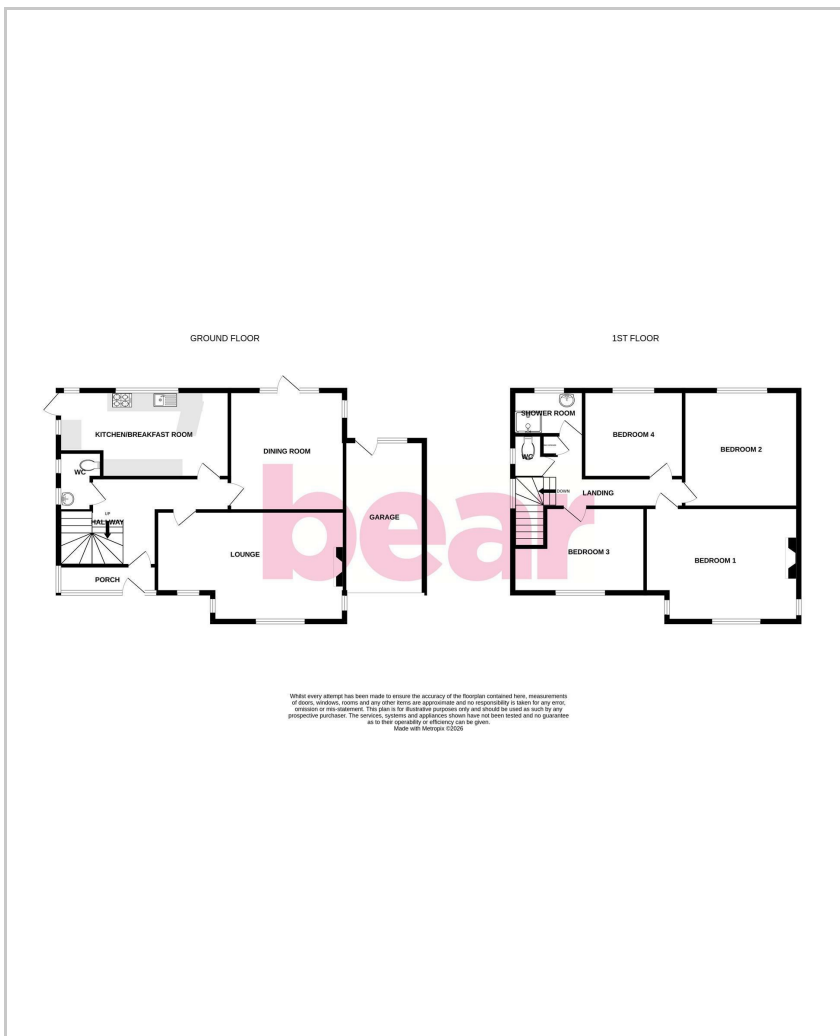 GROUND FLOOR
KITCHEN/BREAKFAST ROOM
WC
DINING ROOM
UP
HALLWAY
GARAGE
LOUNGE
PORCH
1ST FLOOR
SHOWER ROOM
BEDROOM 4
BEDROOM 2
WC
DOWN
LANDING
BEDROOM 3
BEDROOM 1
bear
Whilst every attempt has been made to ensure the accuracy of the floorplan contained here, measurements
of doors, windows, rooms and any other items are approximate and no responsibility is taken for any error,
omission or mis-statement. This plan is for illustrative purposes only and should be used as such by any
prospective purchaser. The services, systems and appliances shown have not been tested and no guarantee
as to their operability or efficiency can be given.
Made with Metropix ©2026